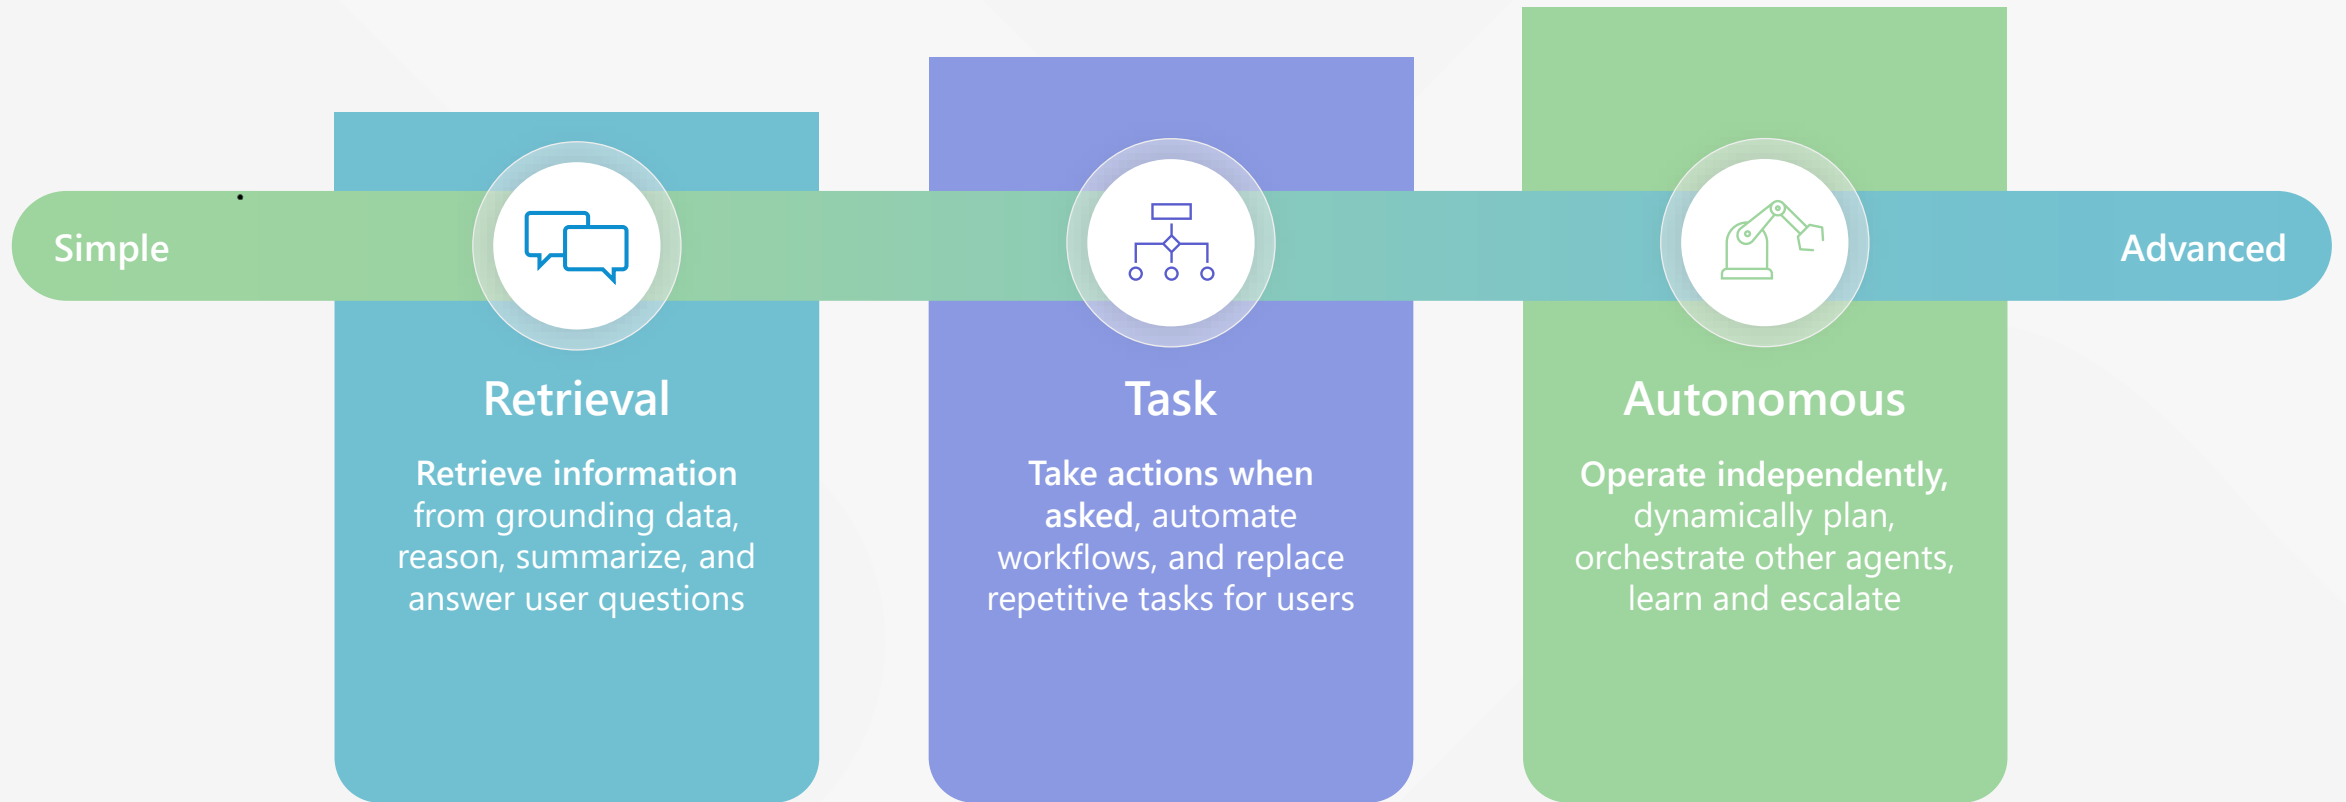 Simple
Advanced
Retrieval
Retrieve information
from grounding data,
reason, summarize, and
answer user questions
Task
Take actions when
asked, automate
workflows, and replace
repetitive tasks for users
Autonomous
Operate independently,
dynamically plan,
orchestrate other agents,
learn and escalate